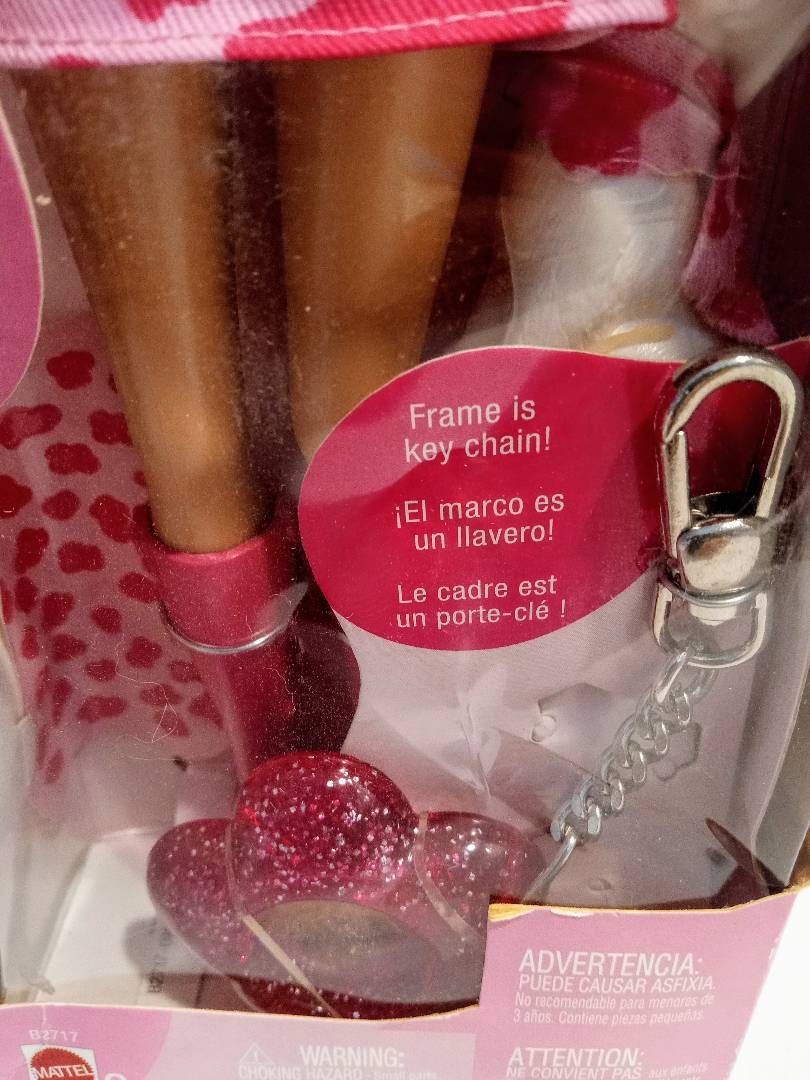 Frame is
key chain!
¡El marco es
un llavero!
Le cadre est
un porte-clé !
ADVERTENCIA:
PUEDE CAUSAR ASFIXIA.
No recomendable para menores de
3 años. Contiene piezas pequeñas.
B2717
MATTEL
WARNING:
CHOKING HAZARD - Small parts
ATTENTION:
NE CONVIENT PAS aux enfants